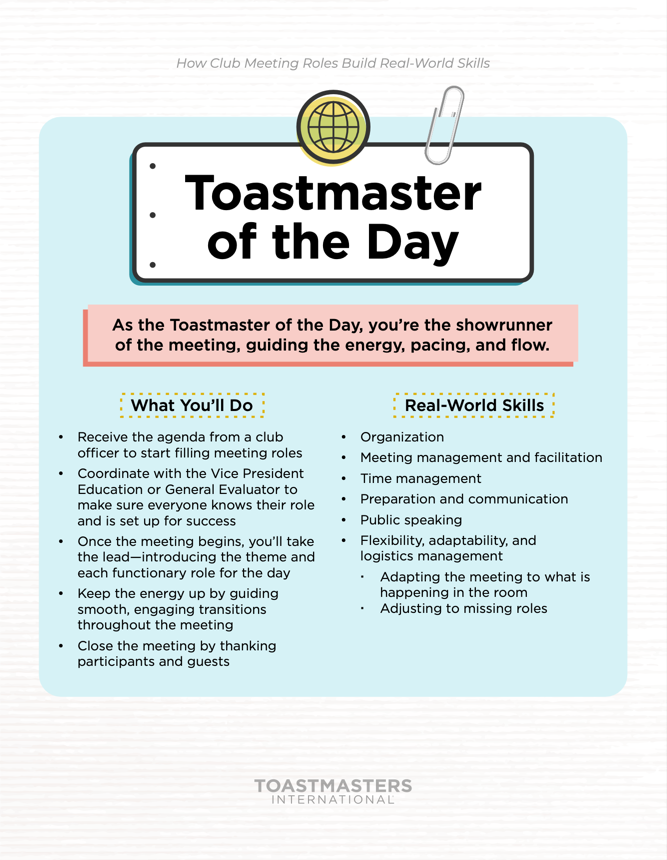 How Club Meeting Roles Build Real-World Skills
Toastmaster
of the Day
As the Toastmaster of the Day, you’re the showrunner
of the meeting, guiding the energy, pacing, and flow.
What You’ll Do
• Receive the agenda from a club
officer to start filling meeting roles
• Coordinate with the Vice President
Education or General Evaluator to
make sure everyone knows their role
and is set up for success
• Once the meeting begins, you’ll take
the lead—introducing the theme and
each functionary role for the day
• Keep the energy up by guiding
smooth, engaging transitions
throughout the meeting
• Close the meeting by thanking
participants and guests
Real-World Skills
• Organization
• Meeting management and facilitation
• Time management
• Preparation and communication
• Public speaking
• Flexibility, adaptability, and
logistics management
· Adapting the meeting to what is
happening in the room
· Adjusting to missing roles
TOASTMASTERS
INTERNATIONAL